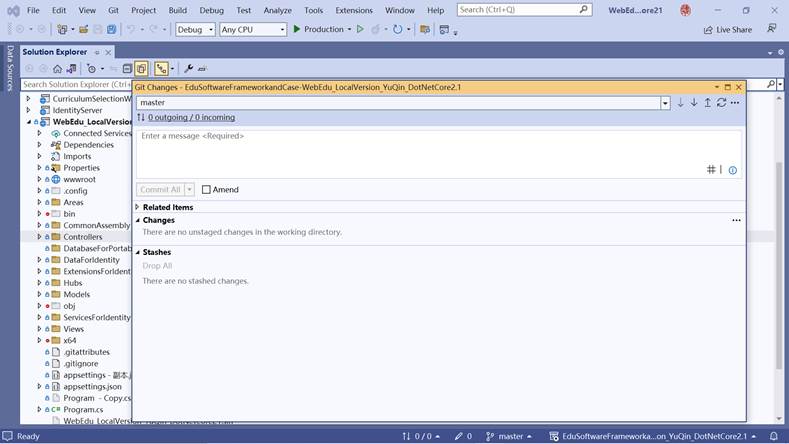 File Edit View Git Project Build Debug Test Analyze Tools Extensions Window Help Search (Ctrl+Q) WebEd...ore21
Debug Any CPU Production Live Share
Data Sources
Solution Explorer
Search Solution Explorer
CurriculumSelectionW
IdentityServer
WebEdu_LocalVersion
Connected Services
Dependencies
Imports
Properties
wwwroot
.config
Areas
bin
CommonAssembly
Controllers
DatabaseForPortab
DataForIdentity
ExtensionsForIdent
Hubs
Models
obj
ServicesForIdentity
Views
x64
.gitattributes
.gitignore
appsettings - 副本.j
appsettings.json
Program - Copy.cs
Program.cs
Git Changes - EduSoftwareFrameworkandCase-WebEdu_LocalVersion_YuQin_DotNetCore2.1
master
0 outgoing / 0 incoming
Enter a message <Required>
Commit All Amend
Related Items
Changes
There are no unstaged changes in the working directory.
Stashes
Drop All
There are no stashed changes.
Ready 0 / 0 0 master EduSoftwareFrameworka...on_YuQin_DotNetCore2.1